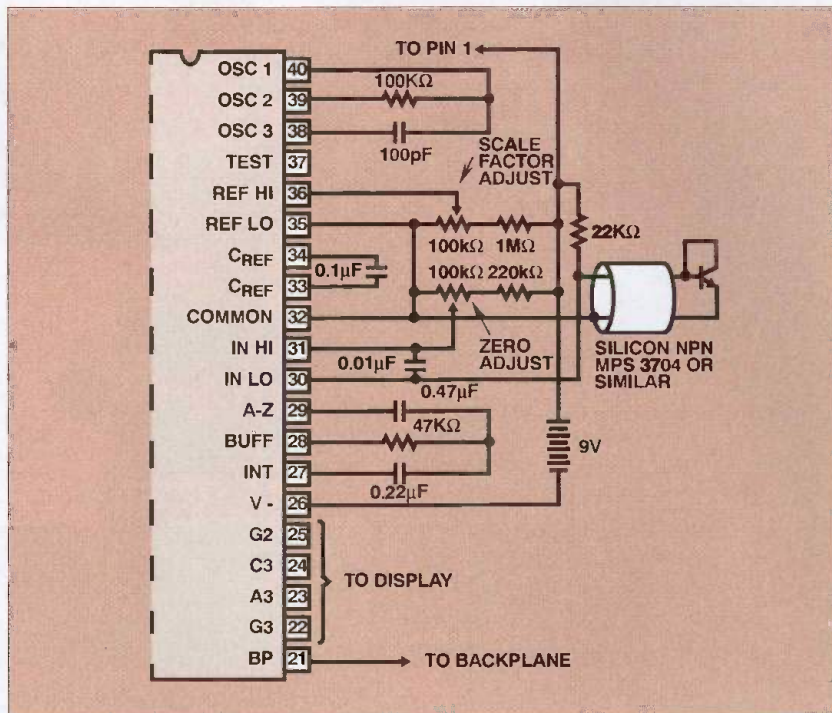 TO PIN 1
OSC 1 40
100KΩ
OSC 2 39
OSC 3 38
100pF
TEST 37
SCALE
FACTOR
ADJUST
REF HI 36
REF LO 35
100kΩ 1MΩ
22KΩ
CREF 34
0.1µF
100kΩ 220kΩ
CREF 33
COMMON 32
IN HI 31
ZERO
ADJUST
0.01µF
SILICON NPN
MPS 3704 OR
SIMILAR
IN LO 30
0.47µF
A-Z 29
47KΩ
BUFF 28
9V
INT 27
0.22µF
V - 26
G2 25
C3 24
TO DISPLAY
A3 23
G3 22
BP 21
TO BACKPLANE